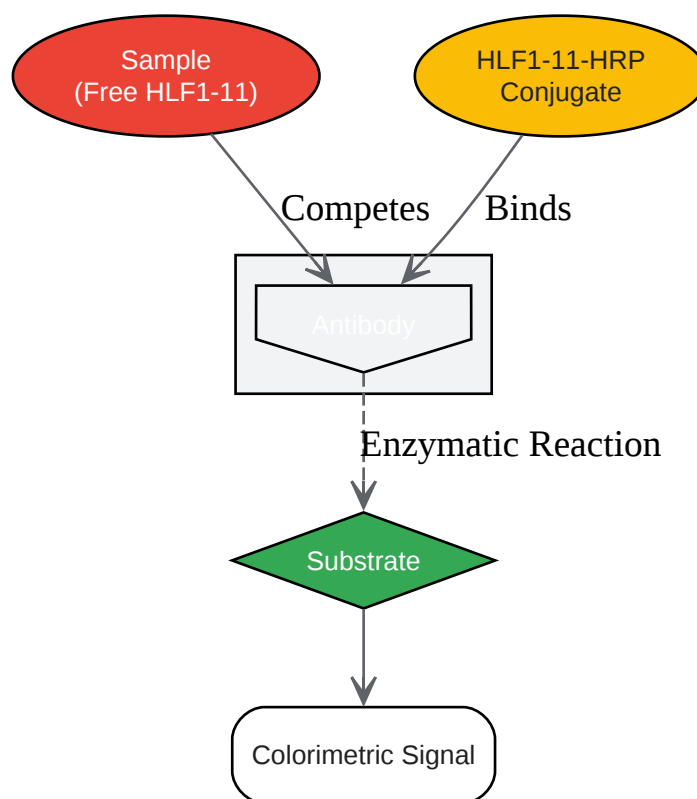 Sample
(Free HLF1-11)
HLF1-11-HRP
Conjugate
Competes
Binds
Antibody
Enzymatic Reaction
Substrate
Colorimetric Signal